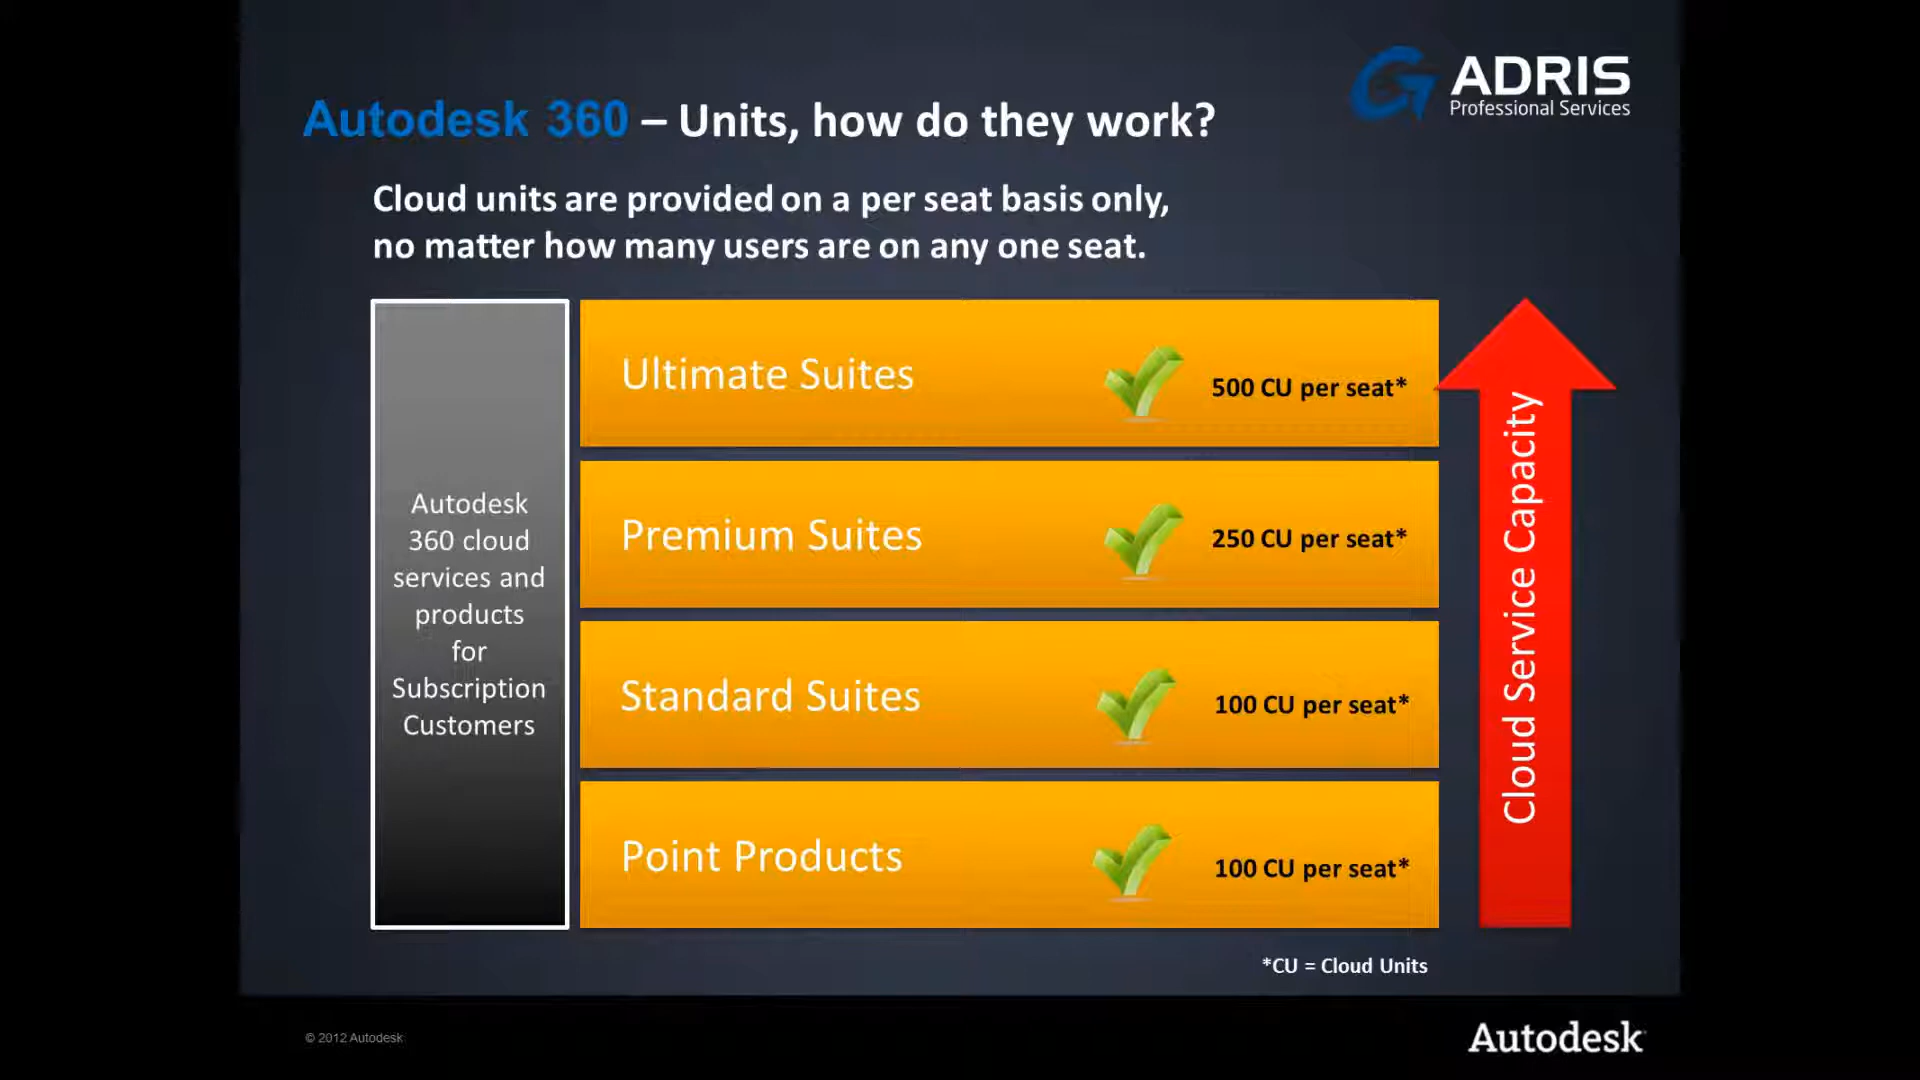 ADRIS
Professional Services
Autodesk 360 – Units, how do they work?
Cloud units are provided on a per seat basis only,
no matter how many users are on any one seat.
Autodesk
360 cloud
services and
products
for
Subscription
Customers
Ultimate Suites
500 CU per seat*
Premium Suites
250 CU per seat*
Standard Suites
100 CU per seat*
Point Products
100 CU per seat*
Cloud Service Capacity
*CU = Cloud Units
© 2012 Autodesk
Autodesk